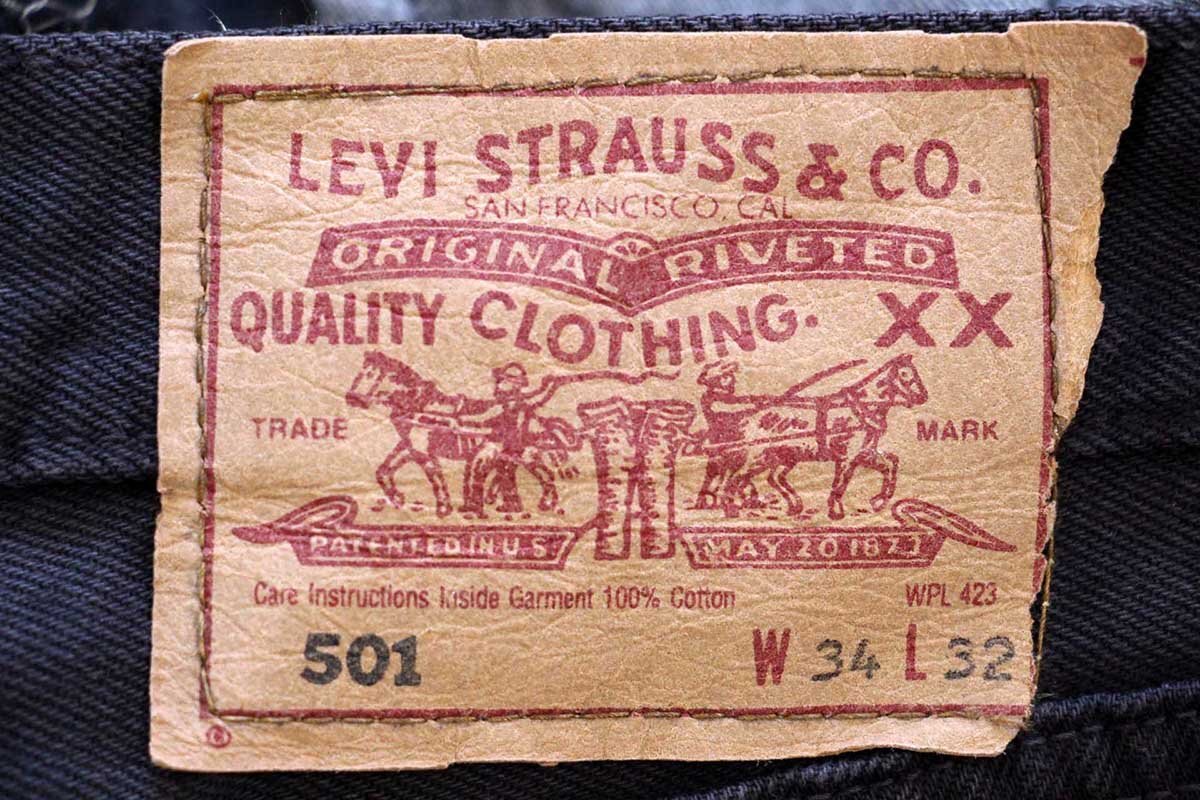 LEVI STRAUSS & CO.
SAN FRANCISCO, CAL
ORIGINAL RIVETED
QUALITY CLOTHING. XX
TRADE MARK
PATENTED IN U.S MAY 20 1873
Care Instructions Inside Garment 100% Cotton WPL 423
501 W 34 L 32
®